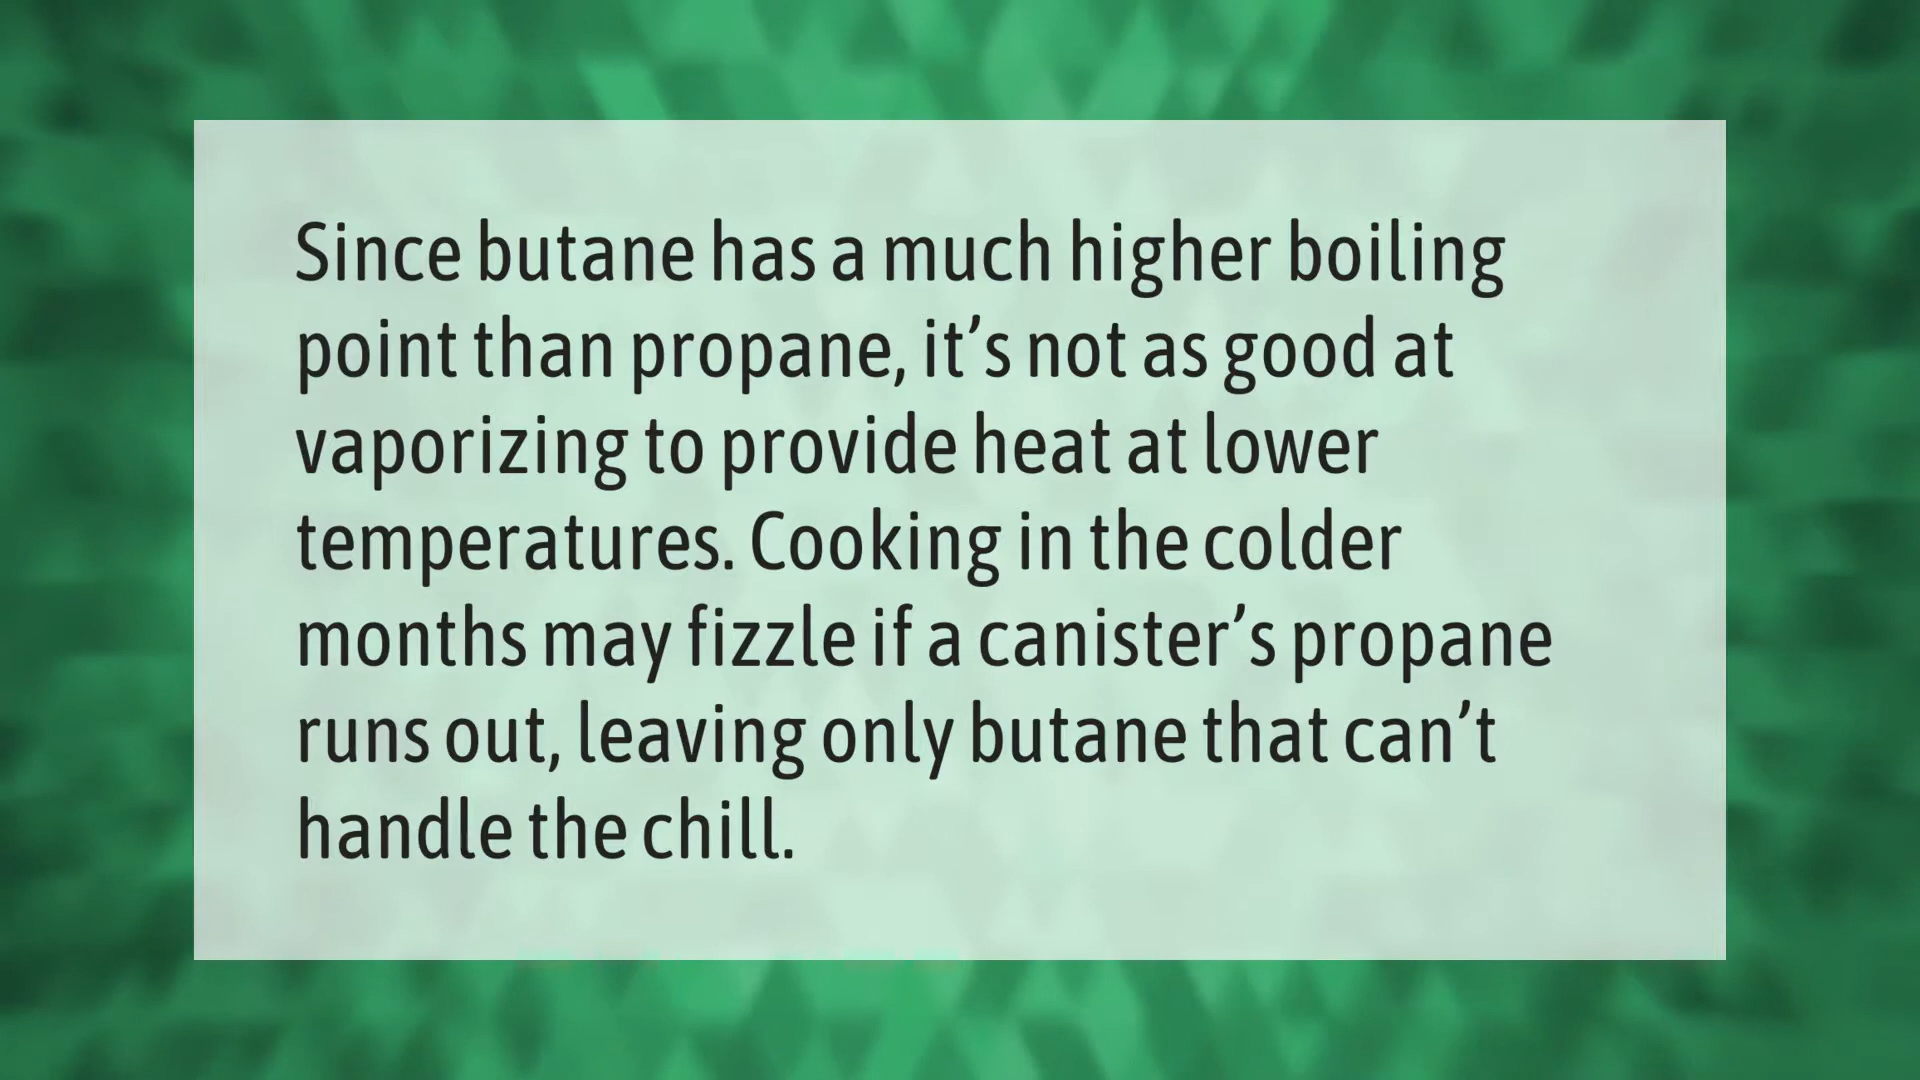 Since butane has a much higher boiling
point than propane, it’s not as good at
vaporizing to provide heat at lower
temperatures. Cooking in the colder
months may fizzle if a canister’s propane
runs out, leaving only butane that can’t
handle the chill.